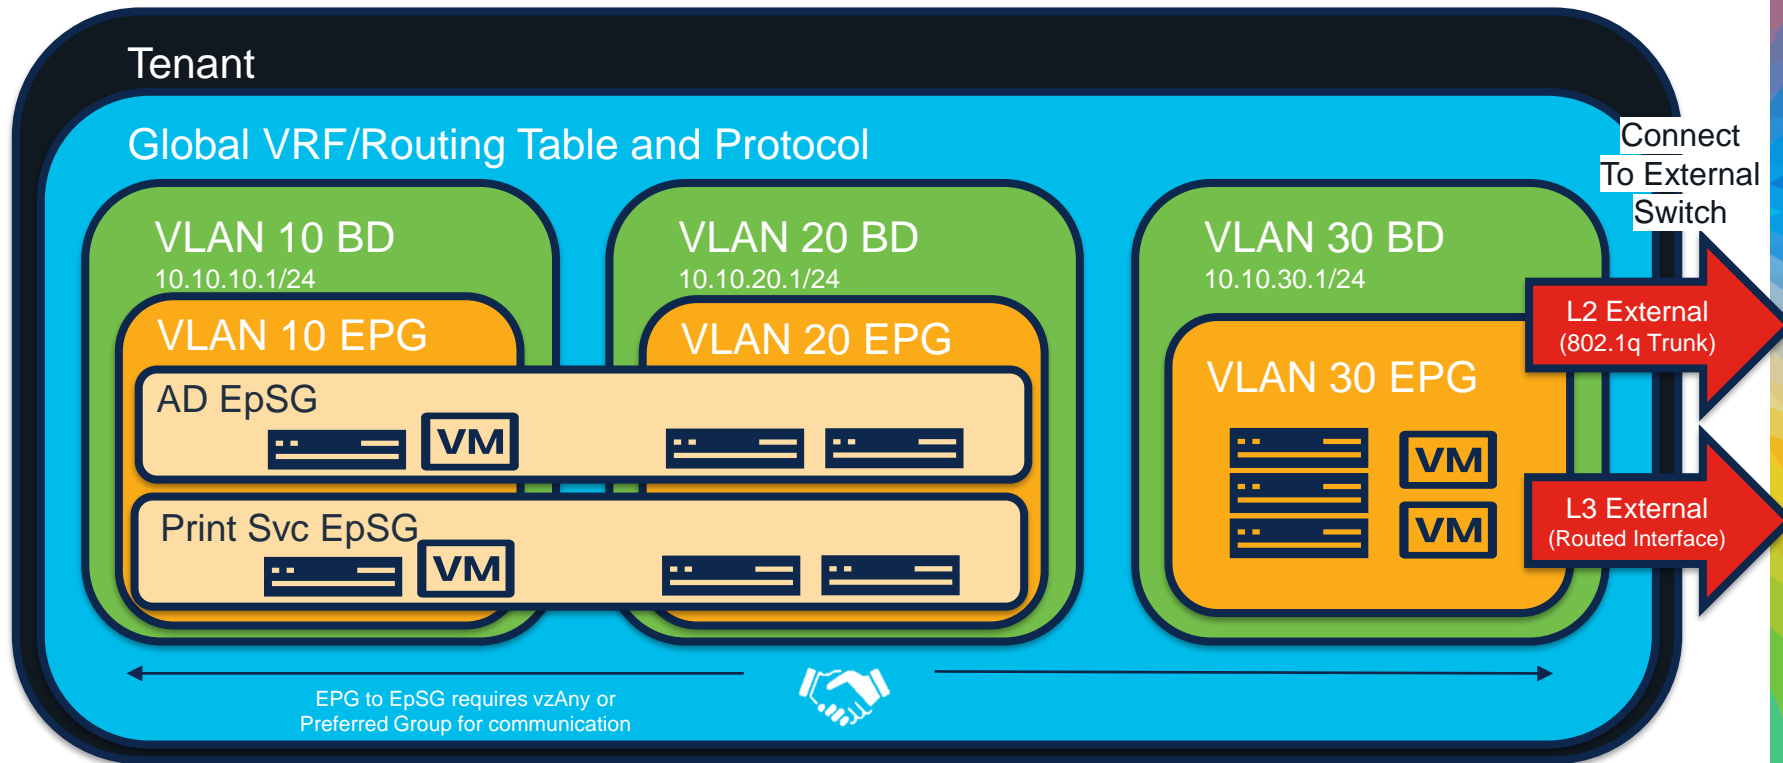 Tenant
Global VRF/Routing Table and Protocol
Connect
To External
Switch
VLAN 10 BD
10.10.10.1/24
VLAN 10 EPG
VLAN 20 BD
10.10.20.1/24
VLAN 20 EPG
AD EpSG
VM
Print Svc EpSG
VM
VLAN 30 BD
10.10.30.1/24
VLAN 30 EPG
VM
VM
L2 External
(802.1q Trunk)
L3 External
(Routed Interface)
EPG to EpSG requires vzAny or
Preferred Group for communication